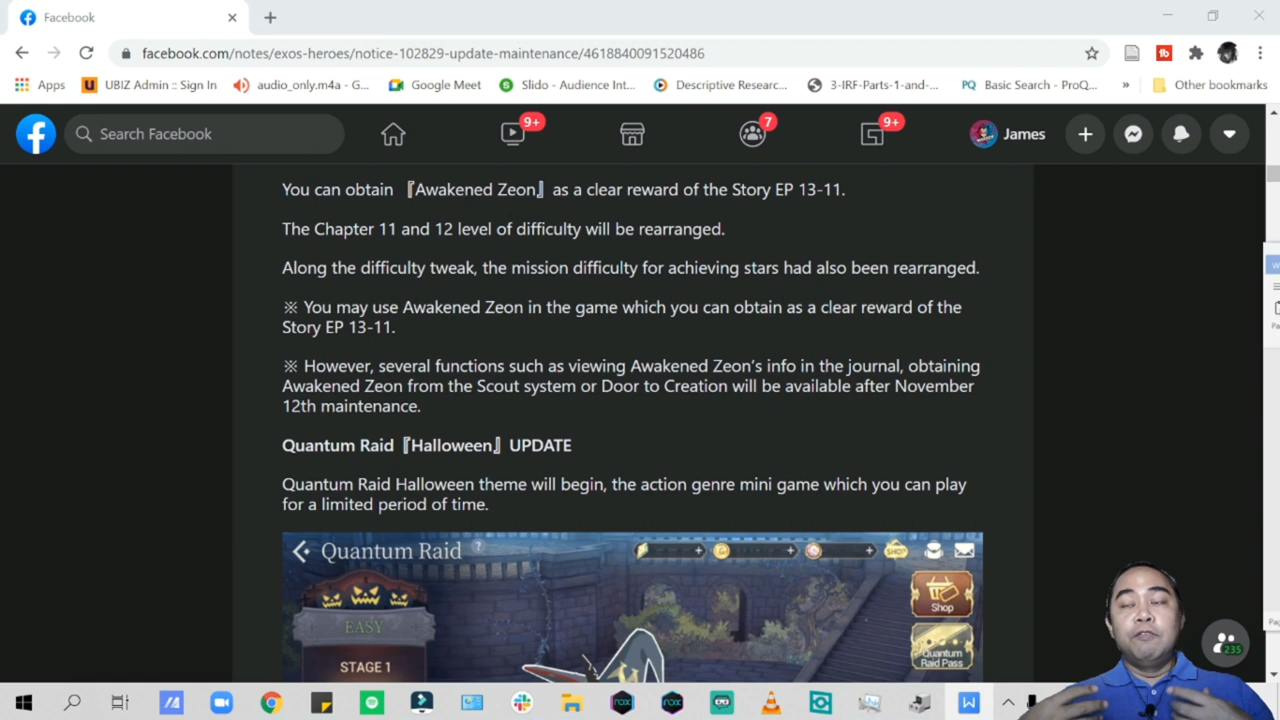 Facebook
facebook.com/notes/exos-heroes/notice-102829-update-maintenance/4618840091520486
Apps
UBIZ Admin :: Sign In
audio_only.m4a - G...
Google Meet
Slido - Audience Int...
Descriptive Researc...
3-IRF-Parts-1-and-...
PQ Basic Search - ProQ...
»
Other bookmarks
Search Facebook
9+
7
9+
James
You can obtain 『Awakened Zeon』 as a clear reward of the Story EP 13-11.
The Chapter 11 and 12 level of difficulty will be rearranged.
Along the difficulty tweak, the mission difficulty for achieving stars had also been rearranged.
※ You may use Awakened Zeon in the game which you can obtain as a clear reward of the
Story EP 13-11.
※ However, several functions such as viewing Awakened Zeon's info in the journal, obtaining
Awakened Zeon from the Scout system or Door to Creation will be available after November
12th maintenance.
Quantum Raid『Halloween』 UPDATE
Quantum Raid Halloween theme will begin, the action genre mini game which you can play
for a limited period of time.
Quantum Raid ?
SHOP
EASY
STAGE 1
Shop
Quantum
Raid Pass
235
nox
nox